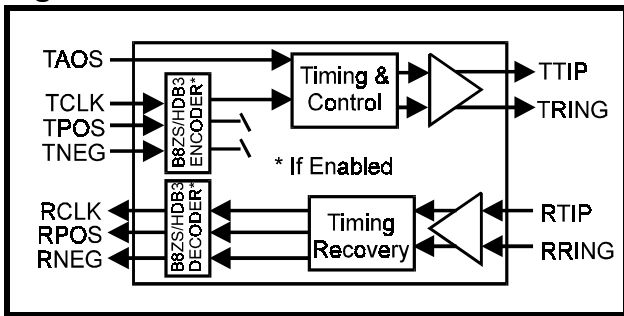 TAOS
TCLK
TPOS
TNEG
B8ZS/HDB3
ENCODER*
Timing &
Control
TTIP
TRING
* If Enabled
RCLK
RPOS
RNEG
B8ZS/HDB3
DECODER*
Timing
Recovery
RTIP
RRING